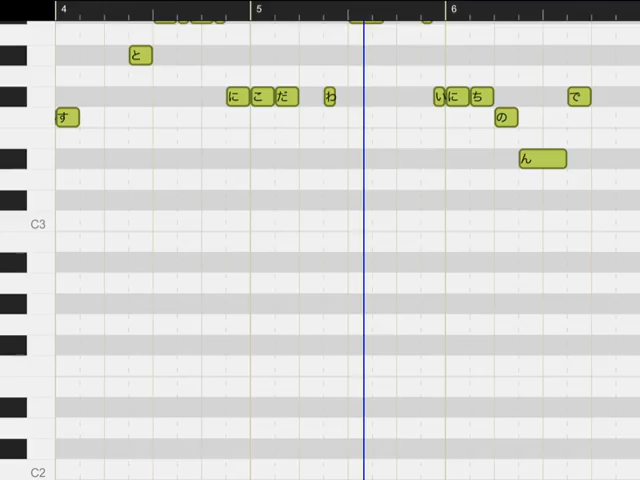 4 5 6
と
に こ だ わ い に ち で
す の
ん
C3
C2